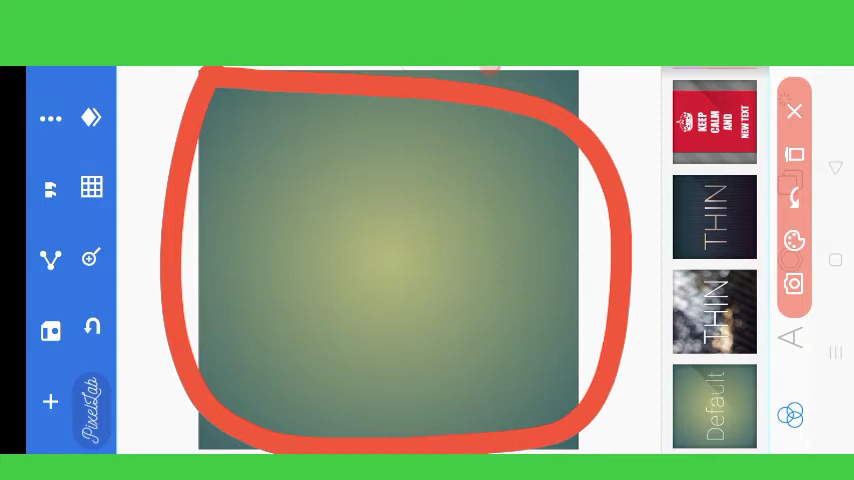 PixelLab
KEEP
CALM
AND
NEW TEXT
THIN
THIN
Default
A